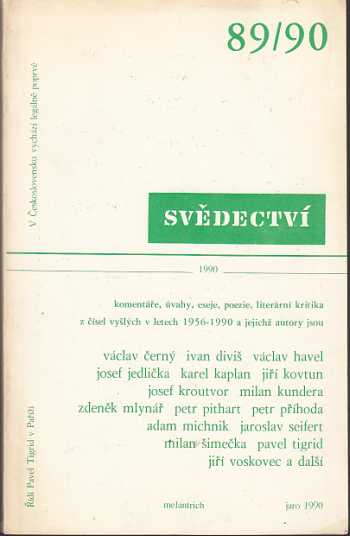 89/90
V Československu vychází legálně poprvé
SVĚDECTVÍ
1990
komentáře, úvahy, eseje, poezie, literární kritika
z čísel vyšlých v letech 1956-1990 a jejichž autory jsou
václav černý ivan diviš václav havel
josef jedlička karel kaplan jiří kovtun
josef kroutvor milan kundera
zdeněk mlynář petr pithart petr příhoda
adam michnik jaroslav seifert
milan šimečka pavel tigrid
jiří voskovec a další
Řídí Pavel Tigrid v Paříži
melantrich jaro 1990